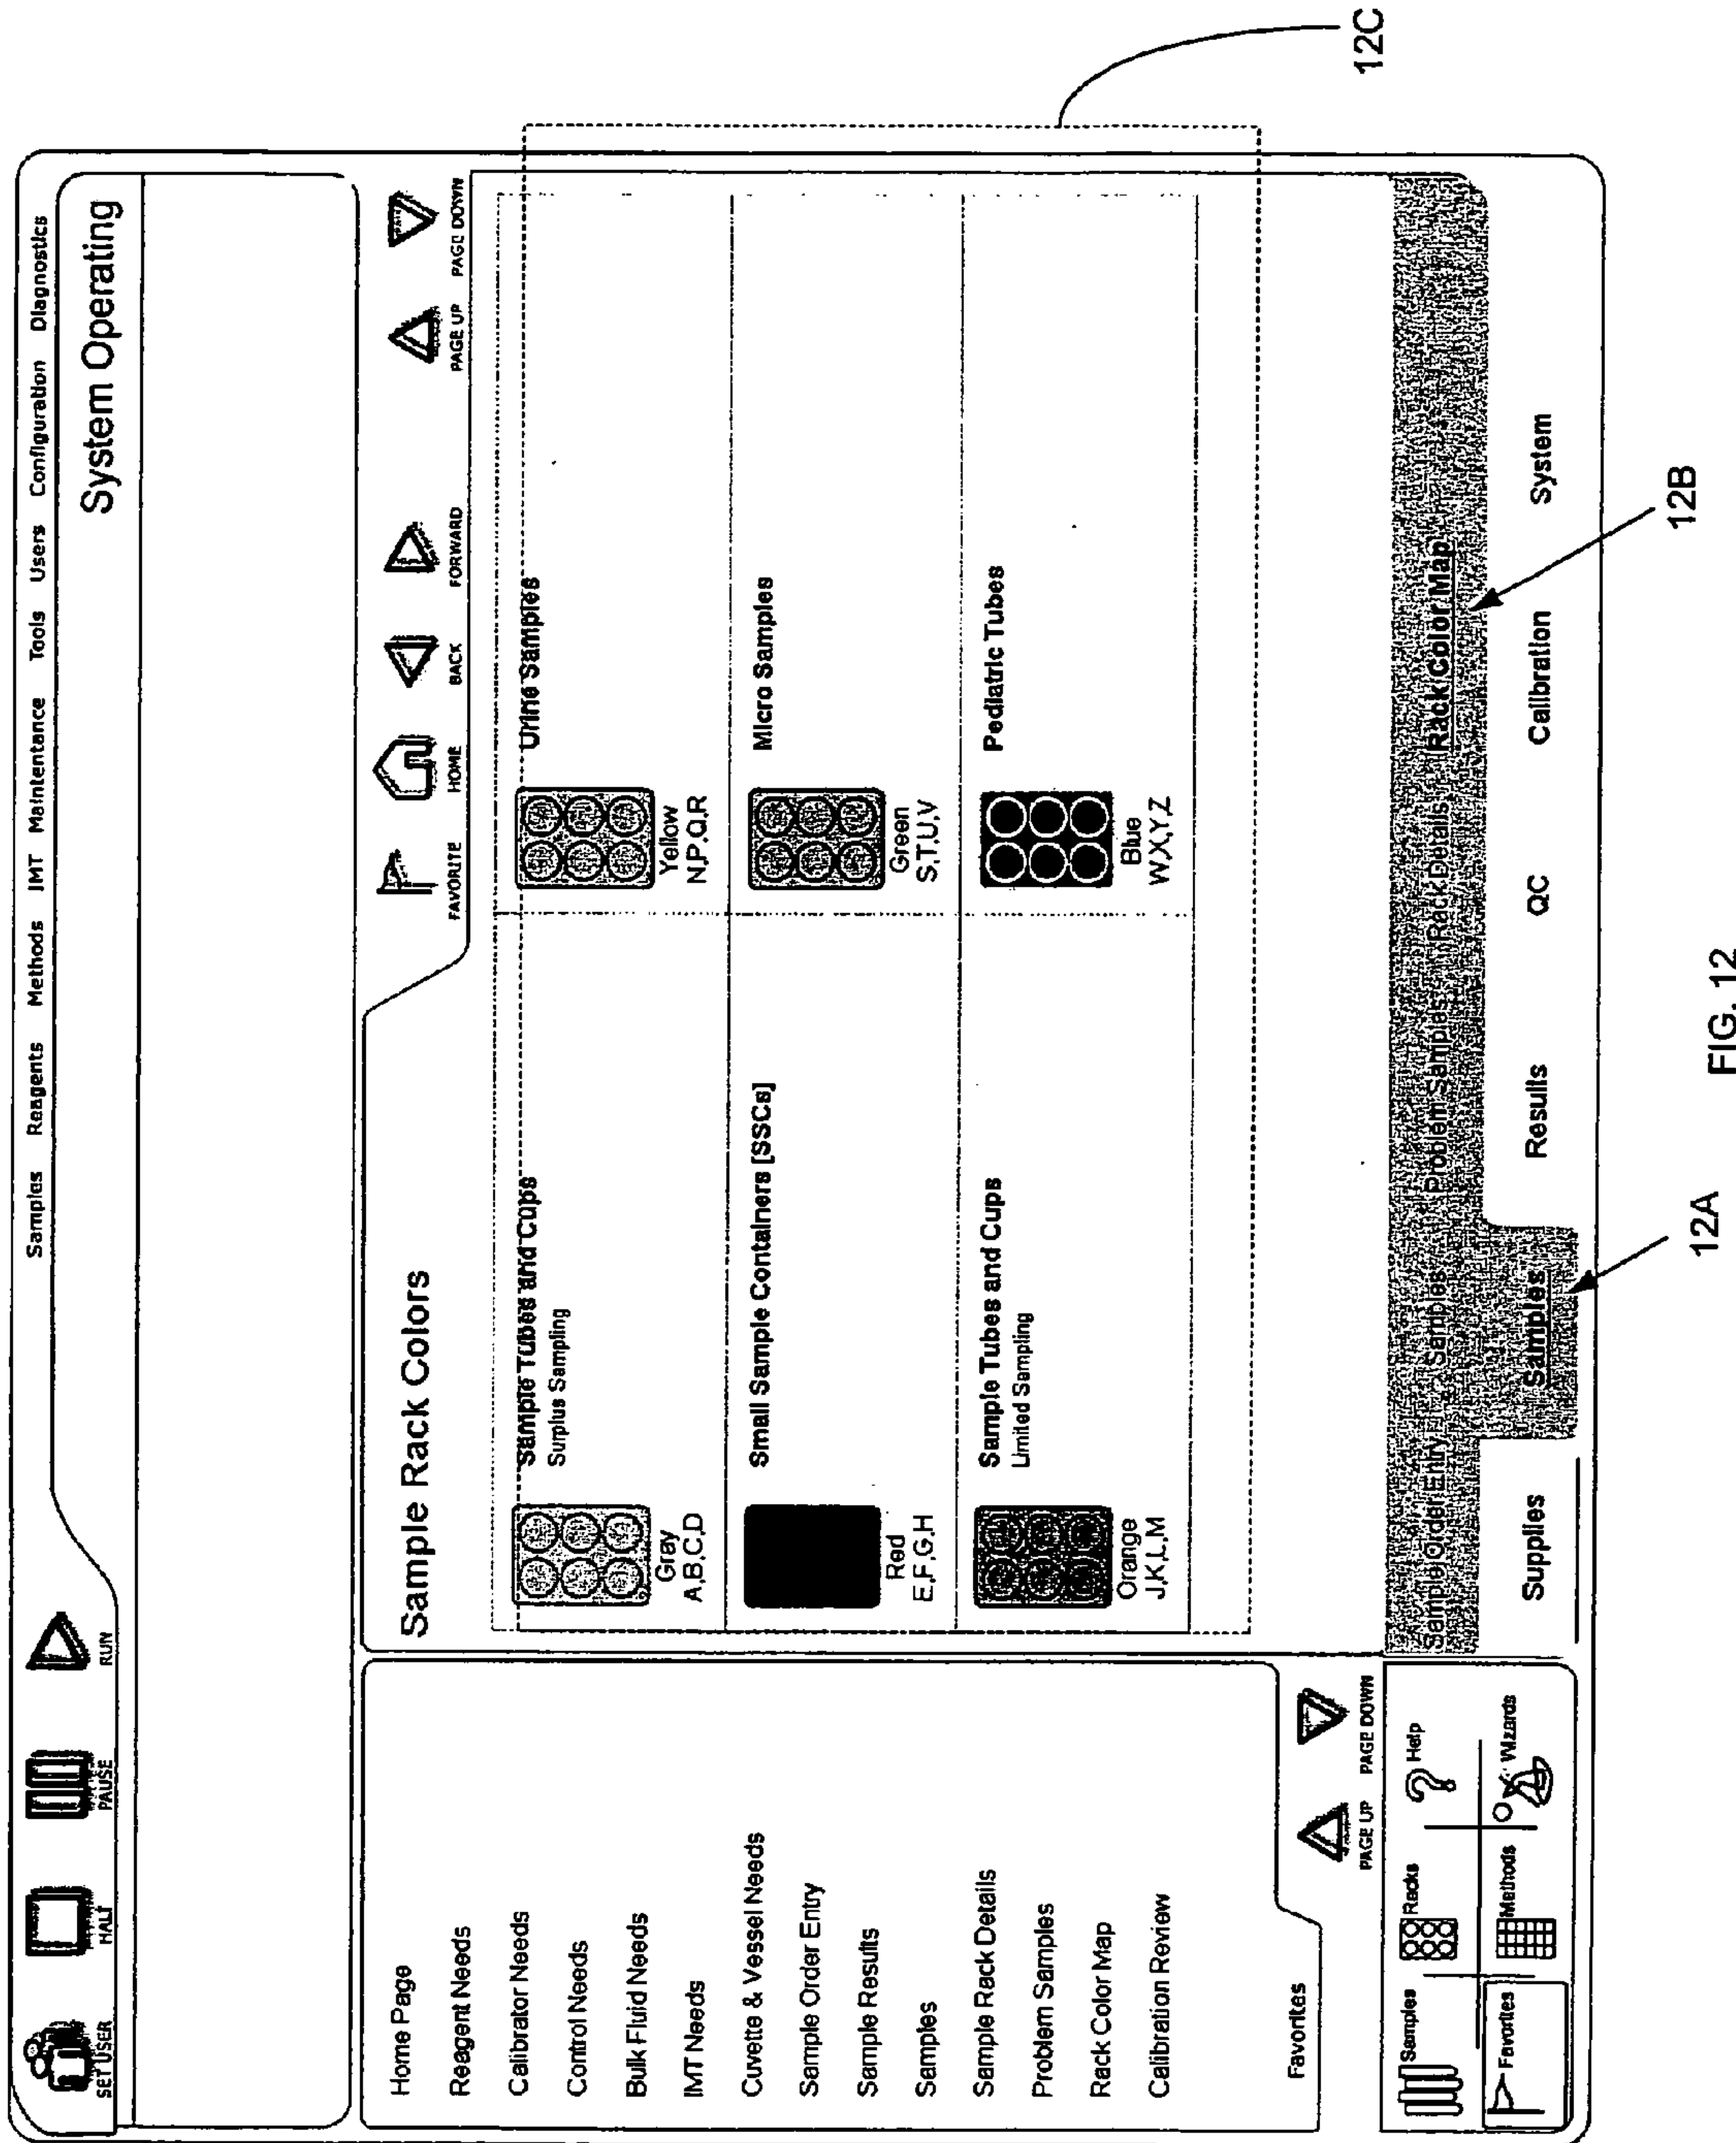 Samples Reagents Methods IMT Maintentance Tools Users Configuration Diagnostics
SET USER
HALT
PAUSE
RUN
System Operating
Home Page
Reagent Needs
Calibrator Needs
Control Needs
Bulk Fluid Needs
IMT Needs
Cuvette & Vessel Needs
Sample Order Entry
Sample Results
Samples
Sample Rack Details
Problem Samples
Rack Color Map
Calibration Review
Favorites
PAGE UP
PAGE DOWN
Samples
Racks
Help
Favorites
Methods
Wizards
Sample Rack Colors
FAVORITE
HOME
BACK
FORWARD
PAGE UP
PAGE DOWN
Sample Tubes and Cups
Surplus Sampling
Gray
A,B,C,D
Urine Samples
Yellow
N,P,Q,R
Small Sample Containers [SSCs]
Red
E,F,G,H
Micro Samples
Green
S,T,U,V
Sample Tubes and Cups
Limited Sampling
Orange
J,K,L,M
Pediatric Tubes
Blue
W,X,Y,Z
Sample Order Entry Samples Problem Samples Rack Details Rack Color Map
Supplies Samples Results QC Calibration System
12A
12B
12C
FIG. 12